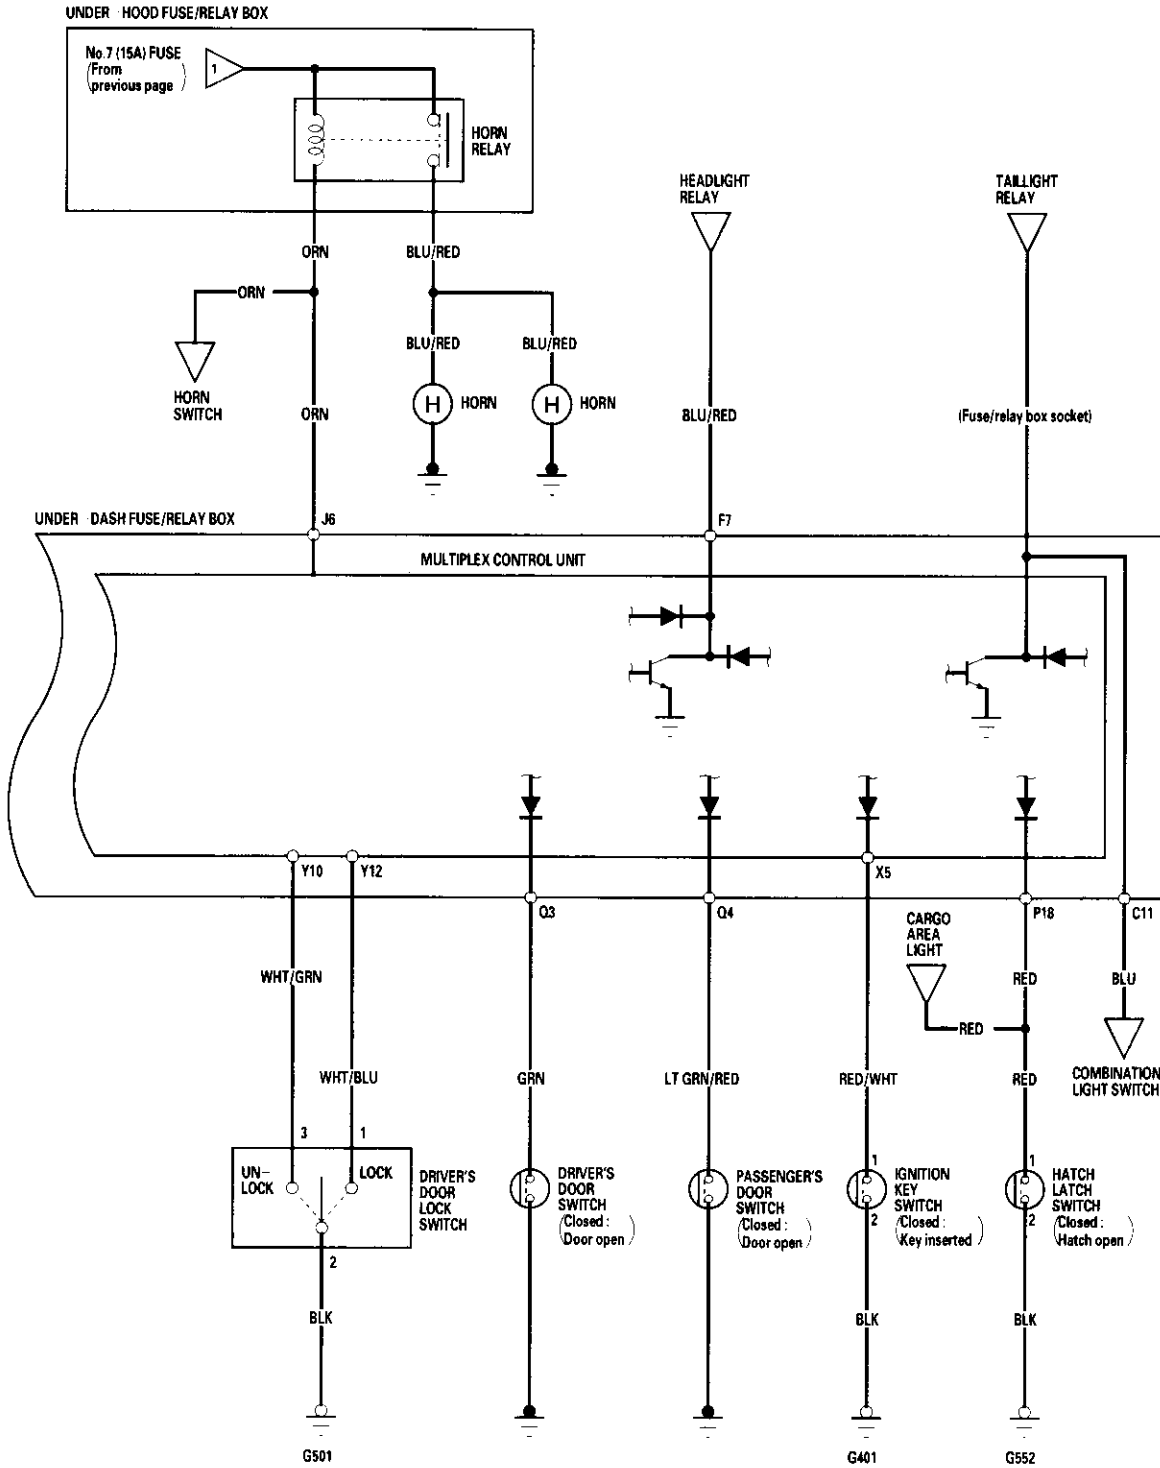 UNDER-HOOD FUSE/RELAY BOX
No.7 (15A) FUSE
(From
previous page)
1
HORN
RELAY
HEADLIGHT
RELAY
TAILLIGHT
RELAY
ORN
BLU/RED
ORN
BLU/RED
BLU/RED
HORN
SWITCH
ORN
H
HORN
H
HORN
BLU/RED
(Fuse/relay box socket)
UNDER-DASH FUSE/RELAY BOX
J6
F7
MULTIPLEX CONTROL UNIT
Y10
Y12
X5
Q3
Q4
P18
C11
CARGO
AREA
LIGHT
WHT/GRN
RED
BLU
RED
WHT/BLU
GRN
LT GRN/RED
RED/WHT
RED
COMBINATION
LIGHT SWITCH
3
1
UN-
LOCK
LOCK
DRIVER'S
DOOR
LOCK
SWITCH
2
DRIVER'S
DOOR
SWITCH
(Closed :
Door open)
PASSENGER'S
DOOR
SWITCH
(Closed :
Door open)
1
2
IGNITION
KEY
SWITCH
(Closed :
Key inserted)
1
2
HATCH
LATCH
SWITCH
(Closed :
Hatch open)
BLK
BLK
BLK
G501
G401
G552